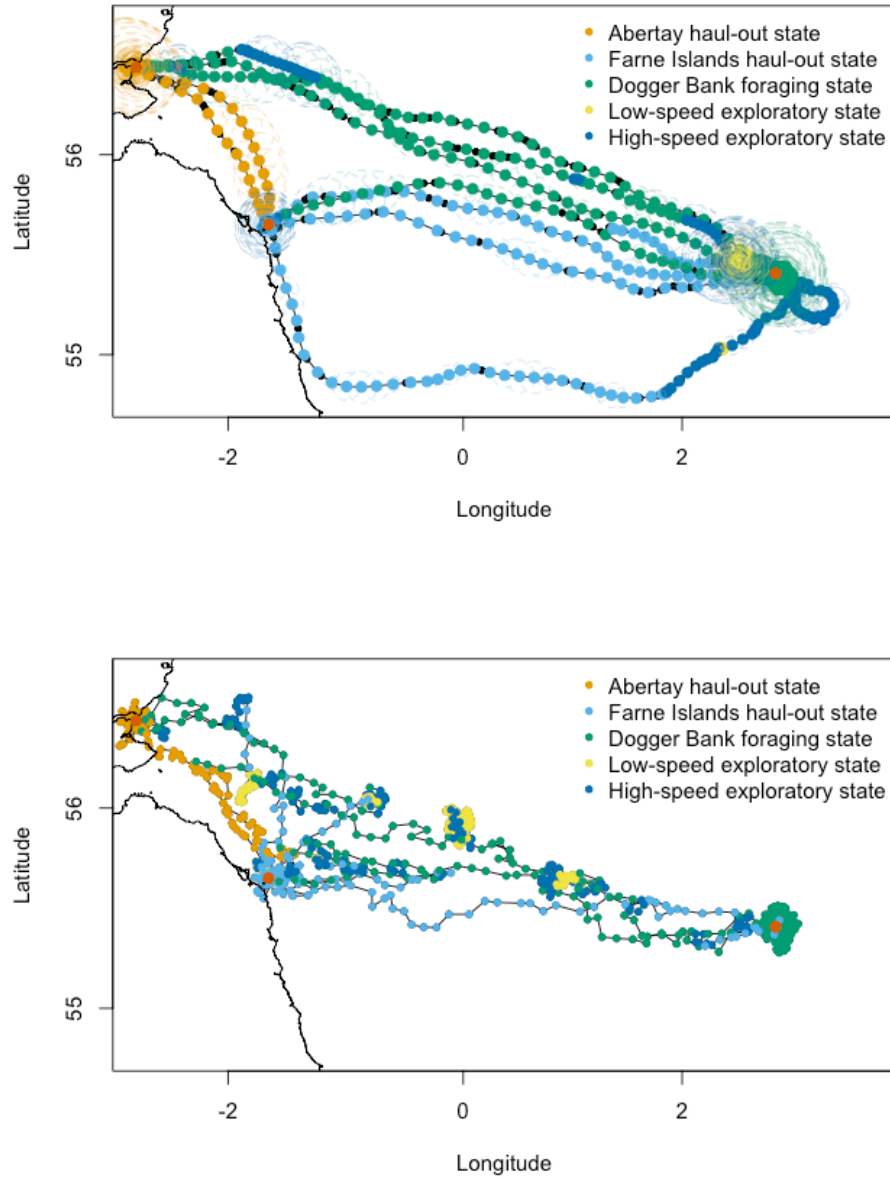 Abertay haul-out state
Farne Islands haul-out state
Dogger Bank foraging state
Low-speed exploratory state
High-speed exploratory state
56
55
Latitude
-2
0
2
Longitude
Abertay haul-out state
Farne Islands haul-out state
Dogger Bank foraging state
Low-speed exploratory state
High-speed exploratory state
56
55
Latitude
-2
0
2
Longitude